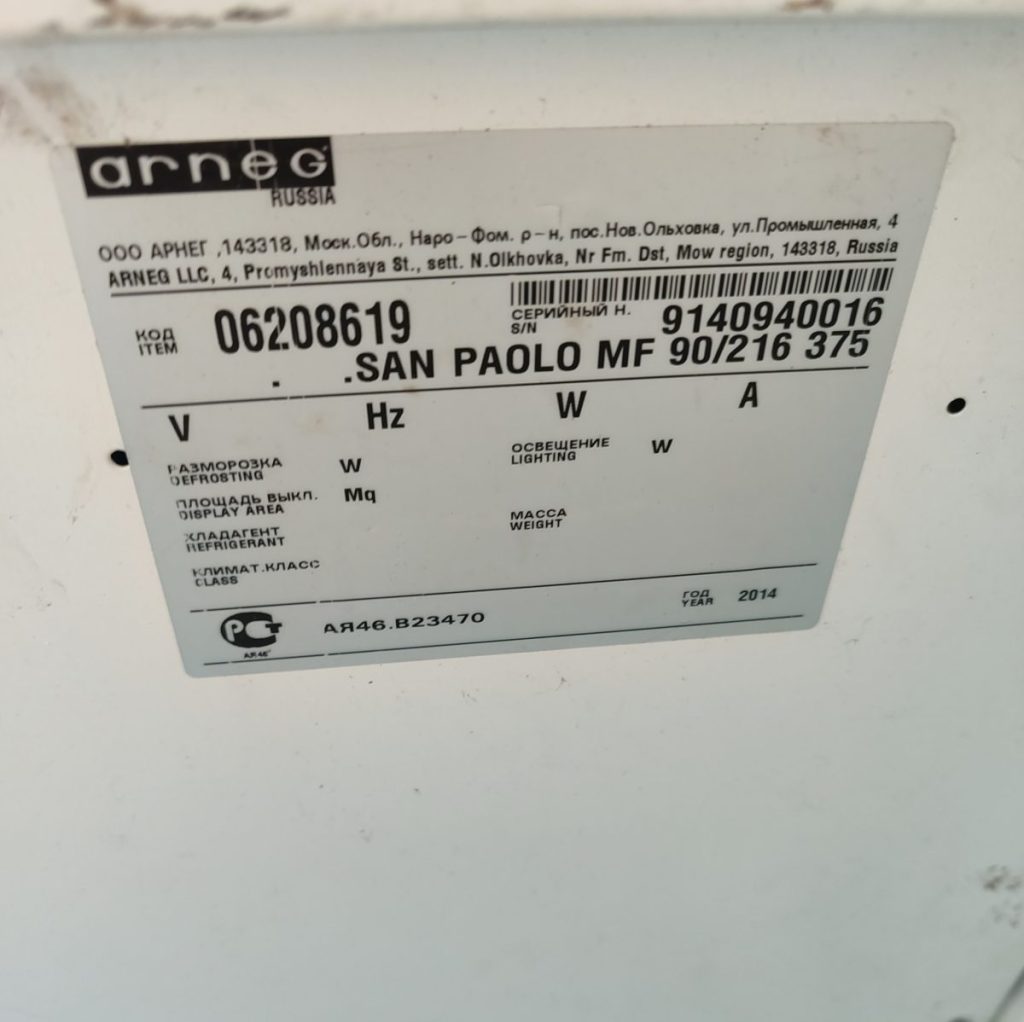 arneg
RUSSIA
ООО АРНЕГ ,143318, Моск.Обл., Наро-Фом. р-н, пос.Нов.Ольховка, ул.Промышленная, 4
ARNEG LLC, 4, Promyshlennaya St., sett. N.Olkhovka, Nr Fm. Dst, Mow region, 143318, Russia
КОД
ITEM
06208619
СЕРИЙНЫЙ Н.
S/N
9140940016
. .SAN PAOLO MF 90/216 375
V Hz W A
РАЗМОРОЗКА
DEFROSTING
W
ОСВЕЩЕНИЕ
LIGHTING
W
ПЛОЩАДЬ ВЫКЛ.
DISPLAY AREA
Mq
МАССА
WEIGHT
ХЛАДАГЕНТ
REFRIGERANT
КЛИМАТ.КЛАСС
CLASS
РСТ
АЯ46
АЯ46.В23470
ГОД
YEAR
2014